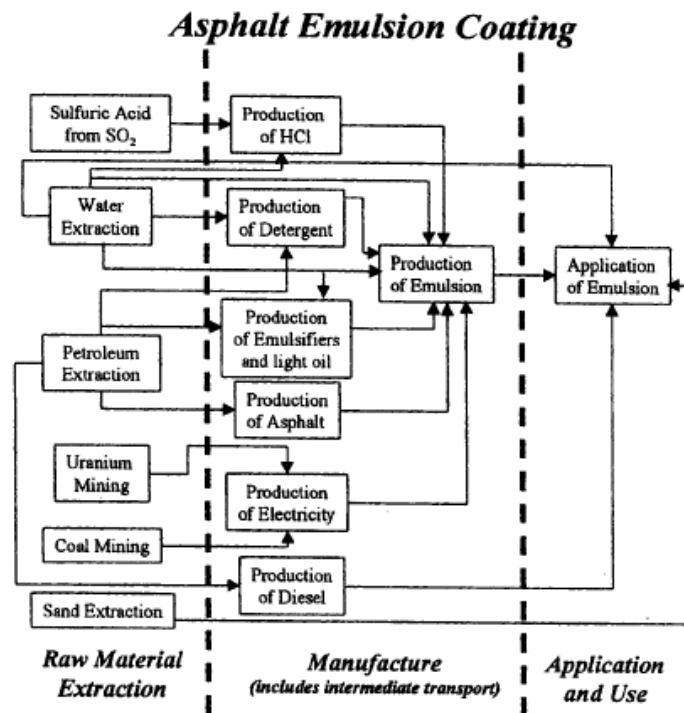 Asphalt Emulsion Coating
Sulfuric Acid
from SO₂
Production
of HCl
Water
Extraction
Production
of Detergent
Production
of Emulsion
Application
of Emulsion
Production
of Emulsifiers
and light oil
Petroleum
Extraction
Production
of Asphalt
Uranium
Mining
Production
of Electricity
Coal Mining
Production
of Diesel
Sand Extraction
Raw Material
Extraction
Manufacture
(includes intermediate transport)
Application
and Use